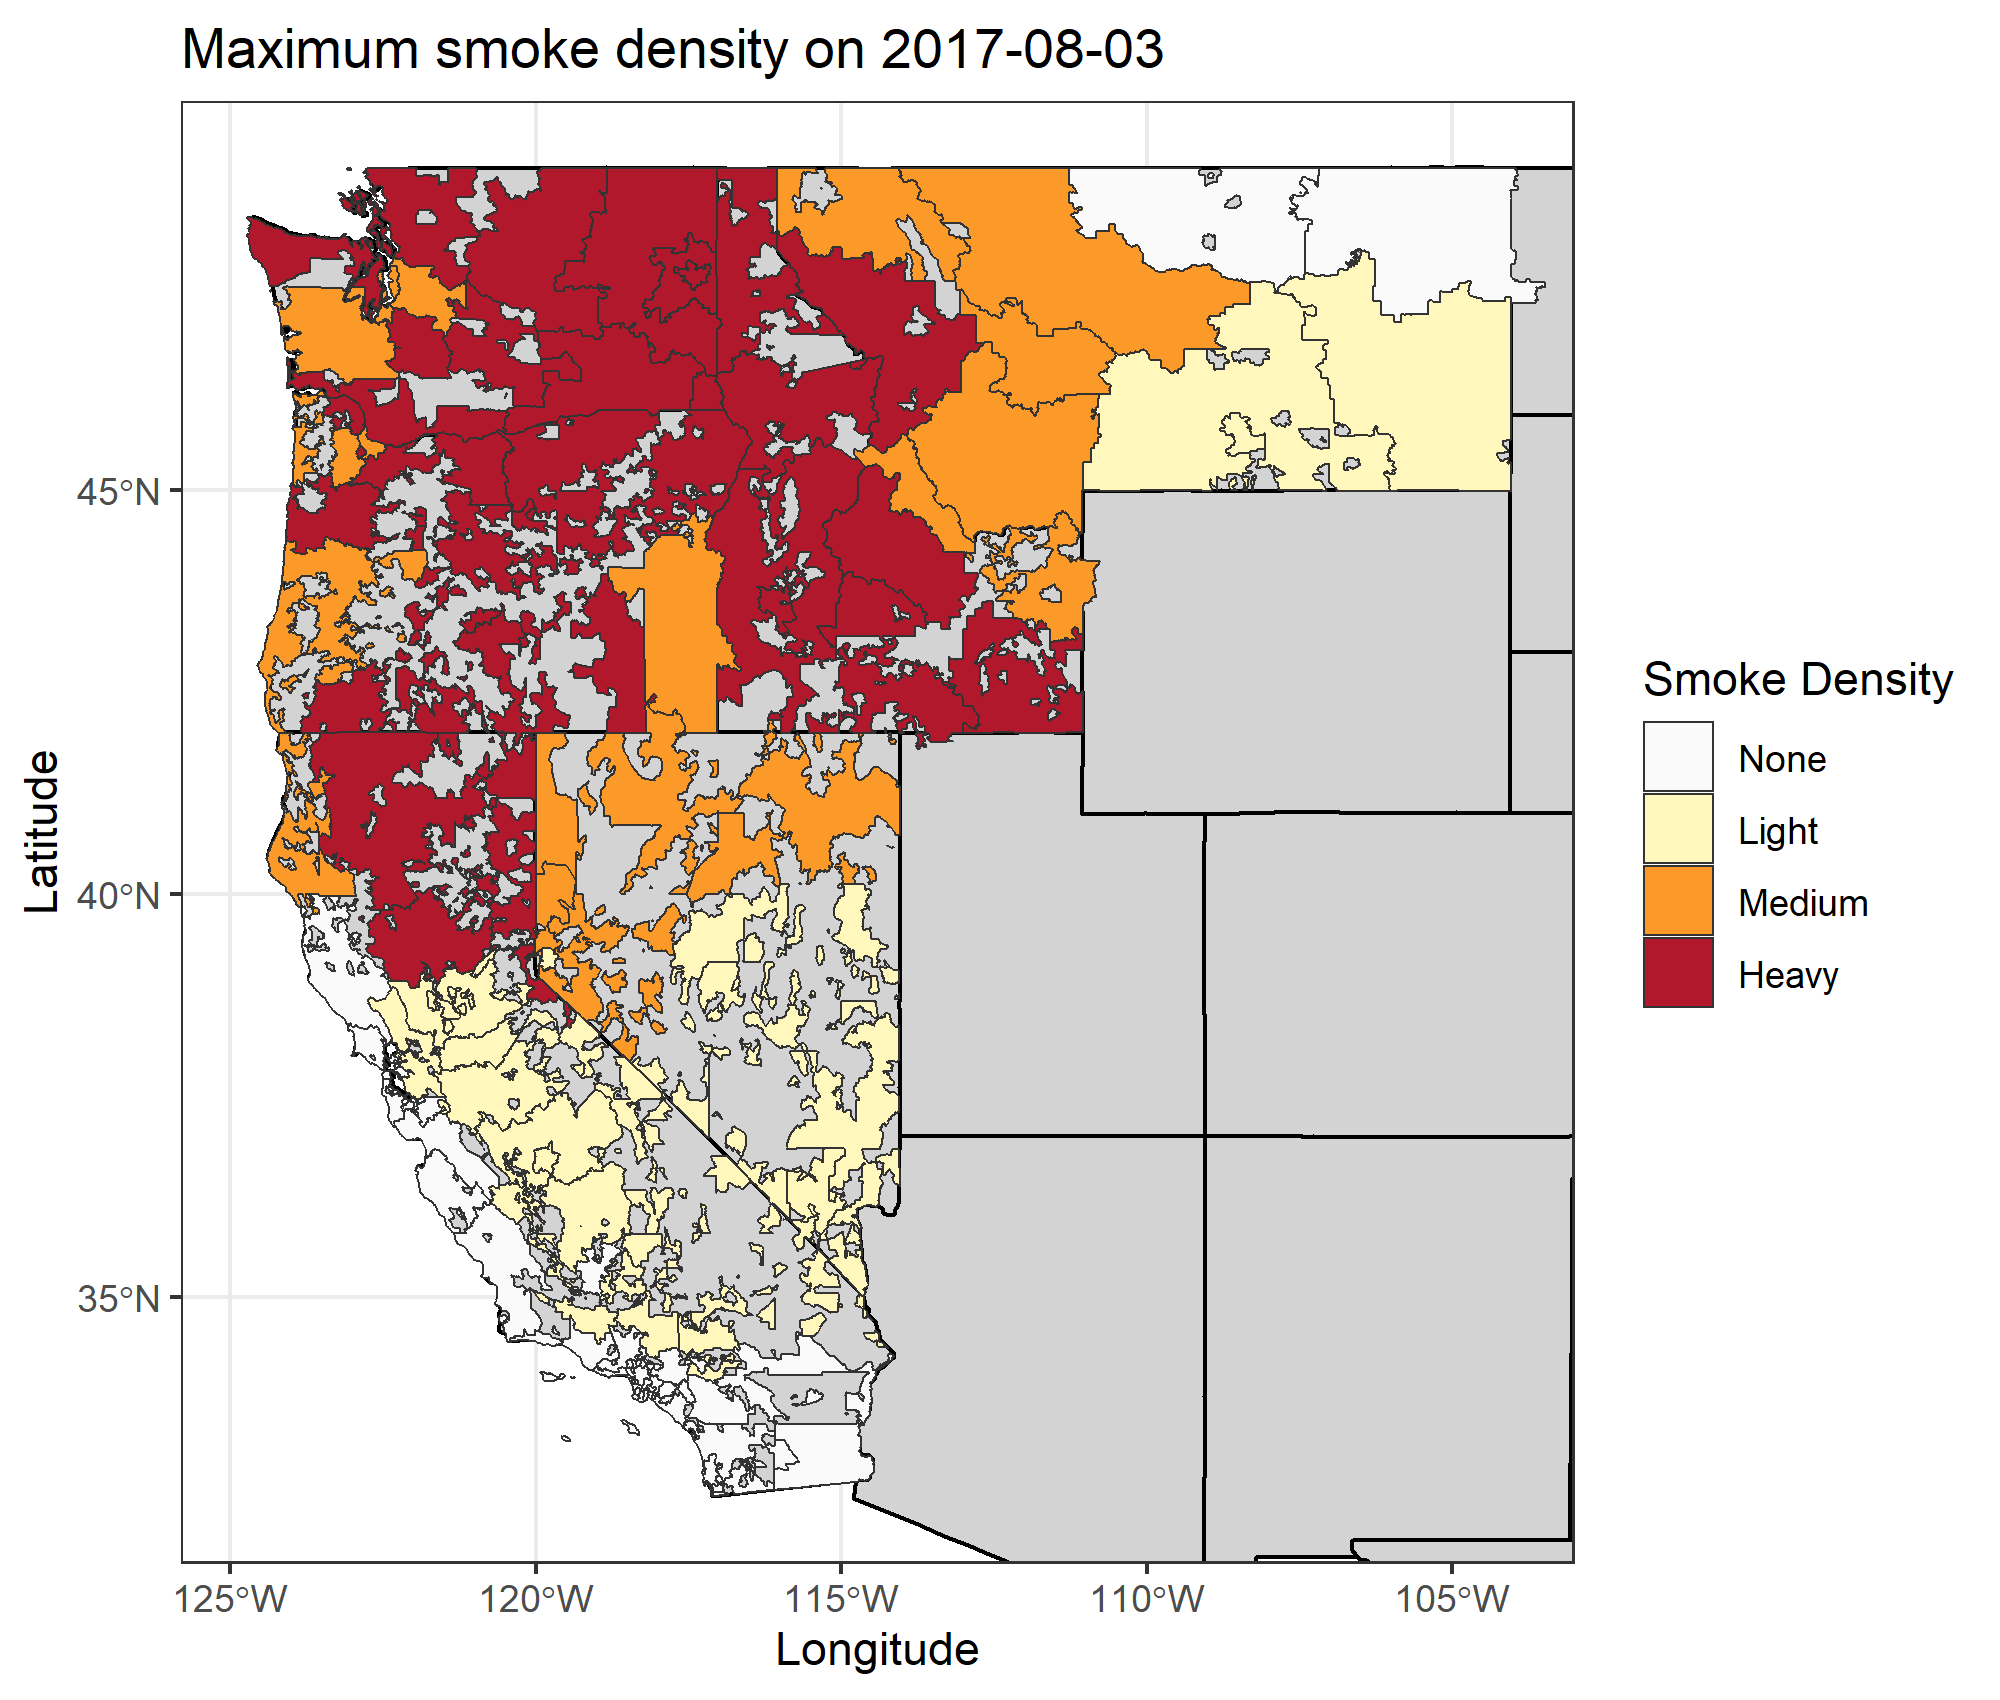 Maximum smoke density on 2017-08-03
45°N
40°N
35°N
Latitude
125°W
120°W
115°W
110°W
105°W
Longitude
Smoke Density
None
Light
Medium
Heavy